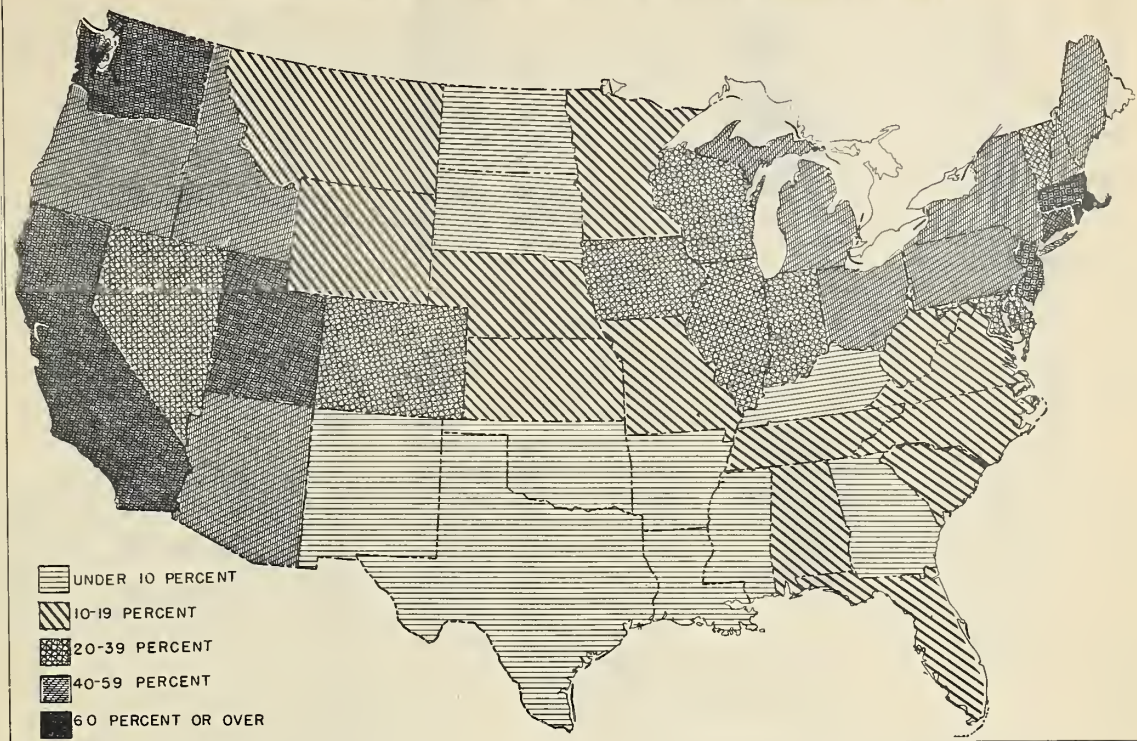 UNDER 10 PERCENT
10-19 PERCENT
20-39 PERCENT
40-59 PERCENT
60 PERCENT OR OVER